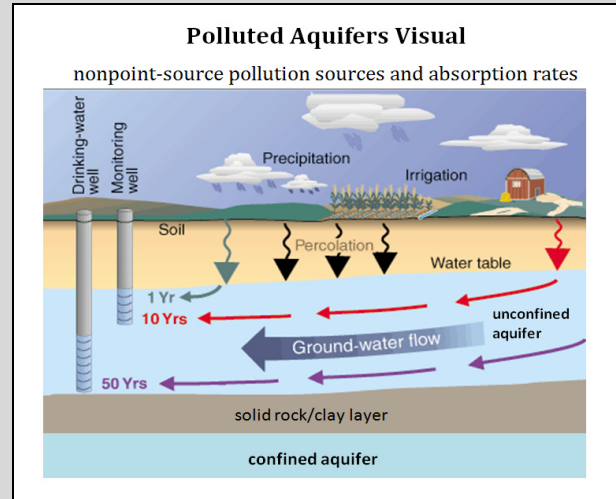 Polluted Aquifers Visual
nonpoint-source pollution sources and absorption rates
Drinking-water
well
Monitoring
well
Precipitation
Irrigation
Soil
Percolation
Water table
1 Yr
10 Yrs
unconfined
aquifer
Ground-water flow
50 Yrs
solid rock/clay layer
confined aquifer